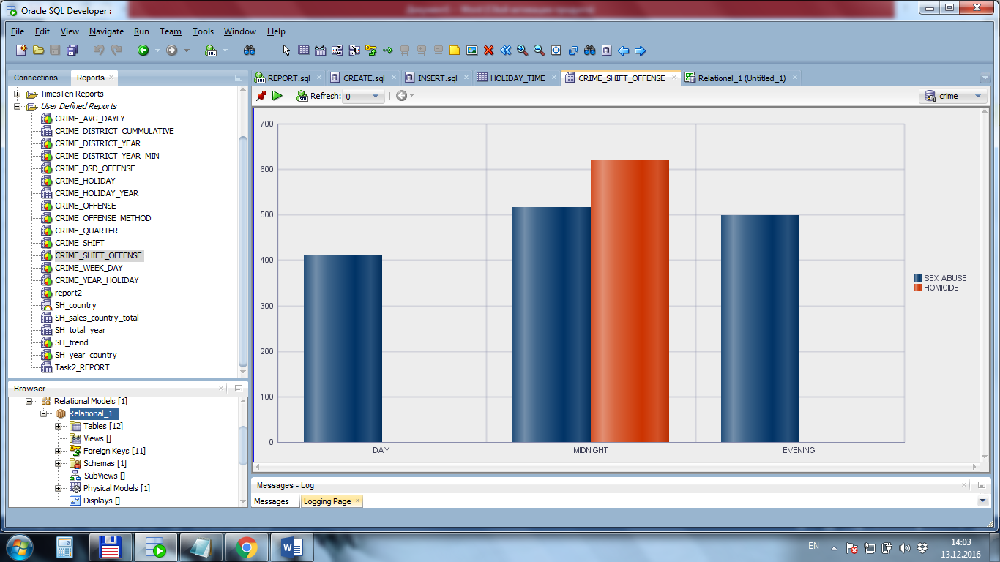 Oracle SQL Developer :
File Edit View Navigate Run Team Tools Window Help
Connections Reports
TimesTen Reports
User Defined Reports
CRIME_AVG_DAYLY
CRIME_DISTRICT_CUMMULATIVE
CRIME_DISTRICT_YEAR
CRIME_DISTRICT_YEAR_MIN
CRIME_DSD_OFFENSE
CRIME_HOLIDAY
CRIME_HOLIDAY_YEAR
CRIME_OFFENSE
CRIME_OFFENSE_METHOD
CRIME_QUARTER
CRIME_SHIFT
CRIME_SHIFT_OFFENSE
CRIME_WEEK_DAY
CRIME_YEAR_HOLIDAY
report2
SH_country
SH_sales_country_total
SH_total_year
SH_trend
SH_year_country
Task2_REPORT
Browser
Relational Models [1]
Relational_1
Tables [12]
Views []
Foreign Keys [11]
Schemas [1]
SubViews []
Physical Models [1]
Displays []
REPORT.sql CREATE.sql INSERT.sql HOLIDAY_TIME CRIME_SHIFT_OFFENSE Relational_1 (Untitled_1)
Refresh: 0 crime
700
600
500
400
300
200
100
0
DAY MIDNIGHT EVENING
SEX ABUSE
HOMICIDE
Messages - Log
Messages Logging Page
EN
14:03
13.12.2016